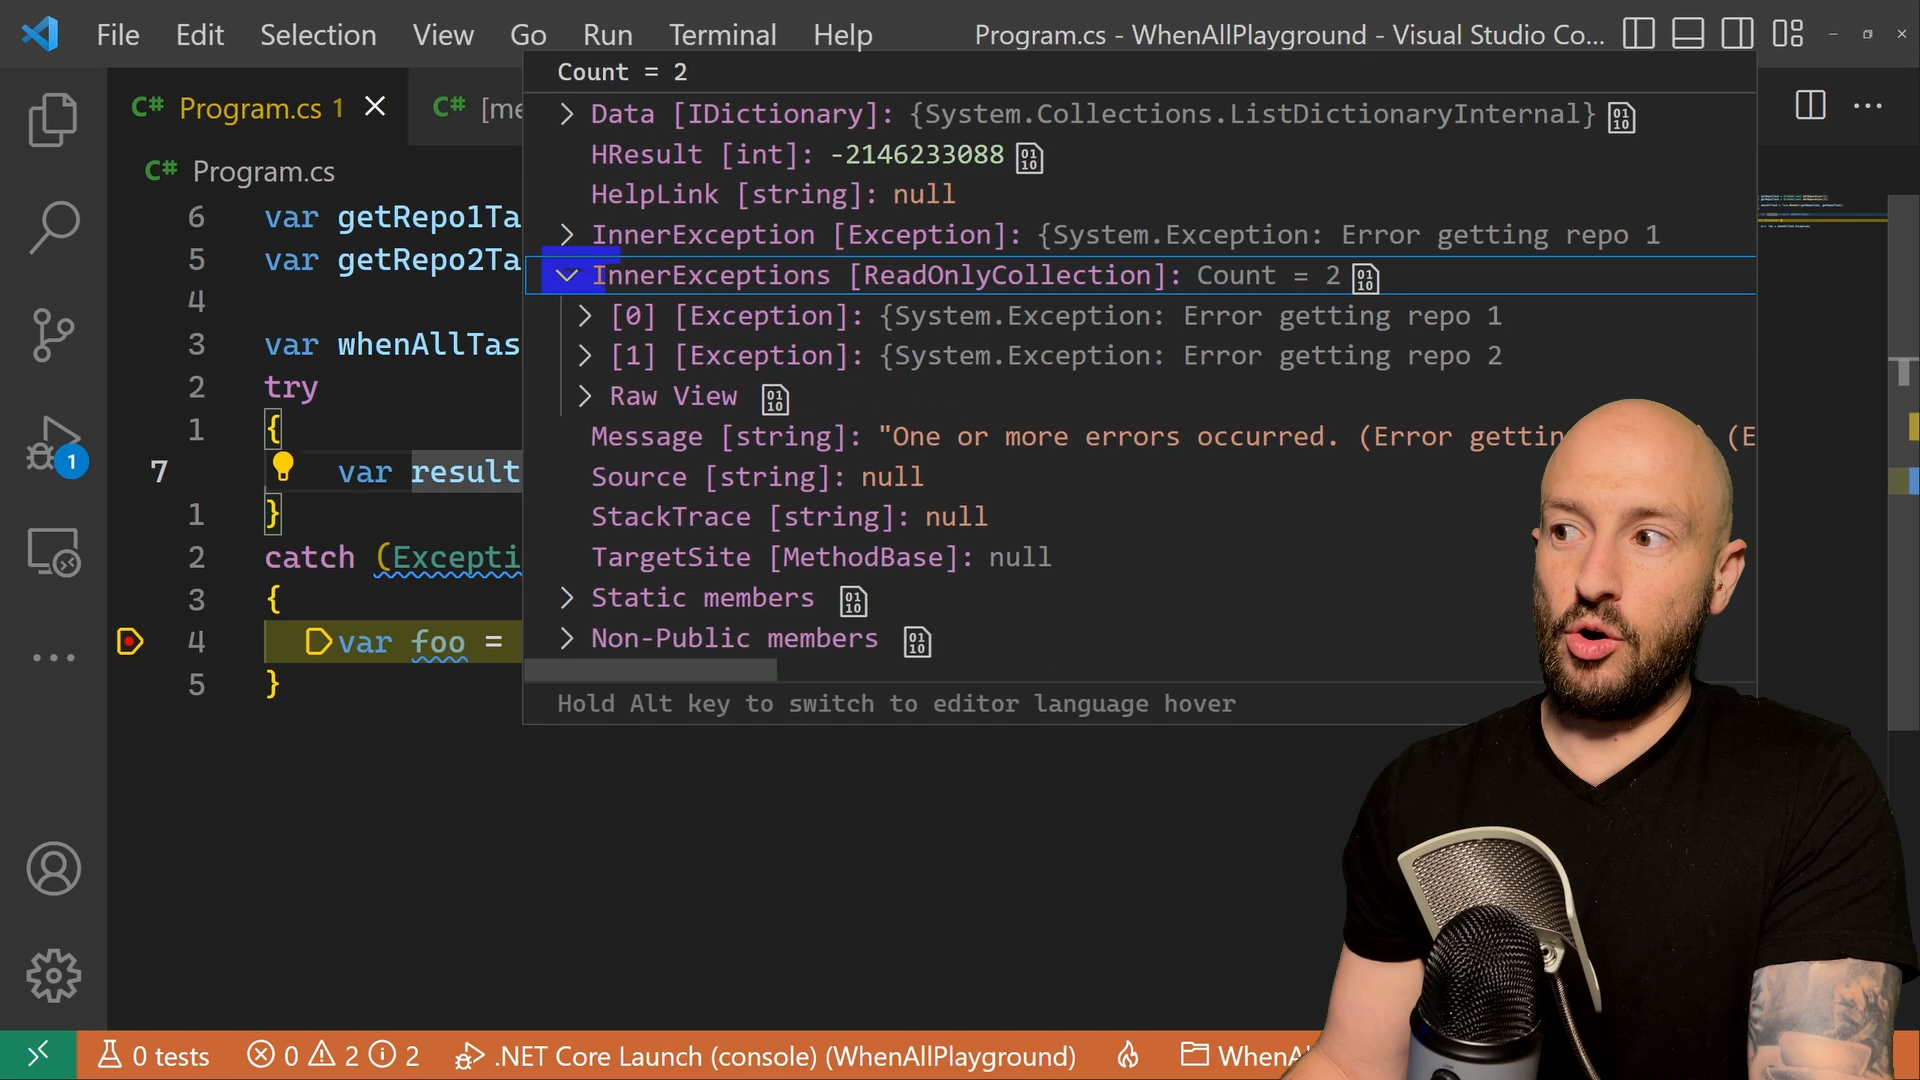 File Edit Selection View Go Run Terminal Help Program.cs - WhenAllPlayground - Visual Studio Co...
C# Program.cs 1 C# [me
C# Program.cs
Count = 2
Data [IDictionary]: {System.Collections.ListDictionaryInternal}
HResult [int]: -2146233088
HelpLink [string]: null
InnerException [Exception]: {System.Exception: Error getting repo 1
InnerExceptions [ReadOnlyCollection]: Count = 2
[0] [Exception]: {System.Exception: Error getting repo 1
[1] [Exception]: {System.Exception: Error getting repo 2
Raw View
Message [string]: "One or more errors occurred. (Error gettin (E
Source [string]: null
StackTrace [string]: null
TargetSite [MethodBase]: null
Static members
Non-Public members
Hold Alt key to switch to editor language hover
6 var getRepo1Ta
5 var getRepo2Ta
4
3 var whenAllTas
2 try
1 {
7 var result
1 }
2 catch (Excepti
3 {
4 var foo =
5 }
1
0 tests 0 2 2 .NET Core Launch (console) (WhenAllPlayground) WhenA